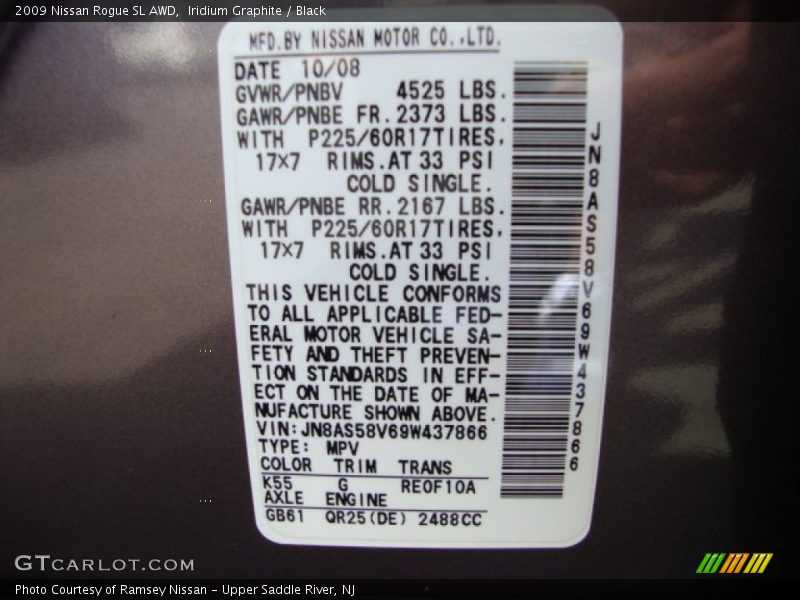 2009 Nissan Rogue SL AWD,  Iridium Graphite / Black
MFD.BY NISSAN MOTOR CO.,LTD.
DATE 10/08
GVWR/PNBV 4525 LBS.
GAWR/PNBE FR.2373 LBS.
WITH P225/60R17TIRES,
17x7 RIMS.AT 33 PSI
COLD SINGLE.
GAWR/PNBE RR.2167 LBS.
WITH P225/60R17TIRES,
17x7 RIMS.AT 33 PSI
COLD SINGLE.
THIS VEHICLE CONFORMS
TO ALL APPLICABLE FED-
ERAL MOTOR VEHICLE SA-
FETY AND THEFT PREVEN-
TION STANDARDS IN EFF-
ECT ON THE DATE OF MA-
NUFACTURE SHOWN ABOVE.
VIN:JN8AS58V69W437866
TYPE: MPV
COLOR TRIM TRANS
K55 G RE0F10A
AXLE ENGINE
GB61 QR25(DE) 2488CC
JN8AS58V69W437866
GTCARLOT.COM
Photo Courtesy of Ramsey Nissan - Upper Saddle River, NJ